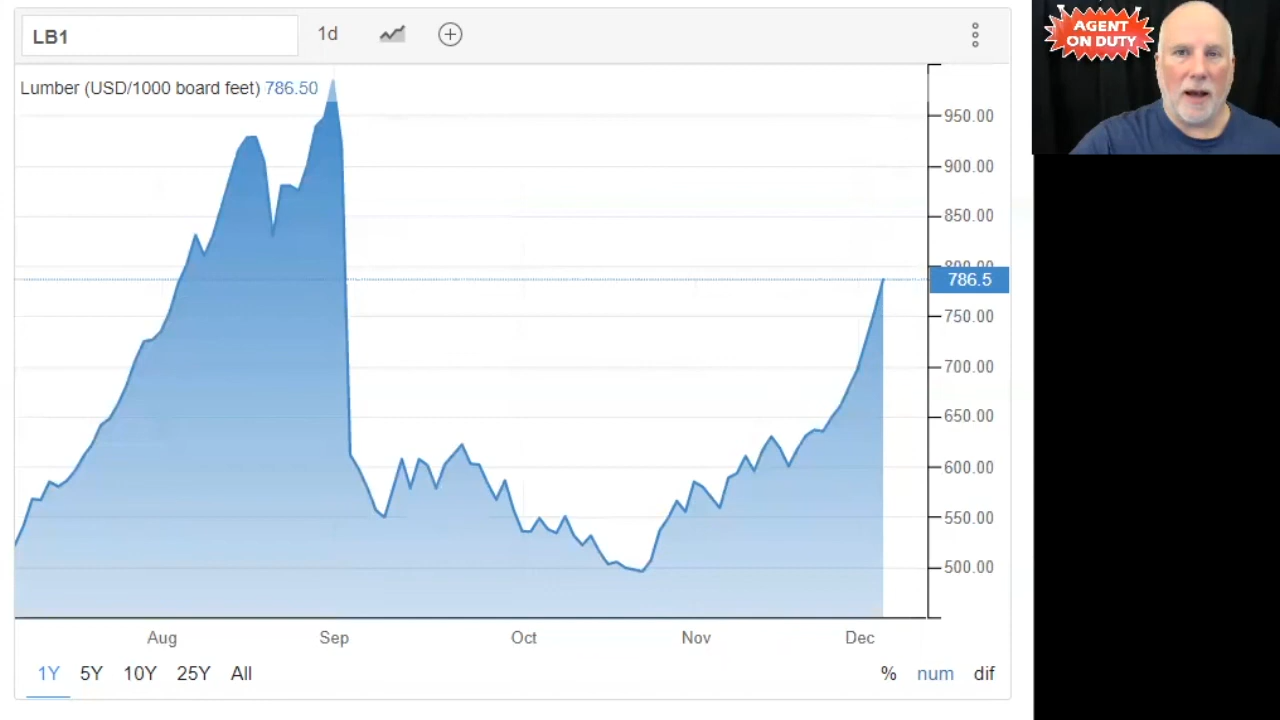 LB1
1d
Lumber (USD/1000 board feet) 786.50
950.00
900.00
850.00
800.00
786.5
750.00
700.00
650.00
600.00
550.00
500.00
Aug Sep Oct Nov Dec
1Y 5Y 10Y 25Y All % num dif
AGENT
ON DUTY